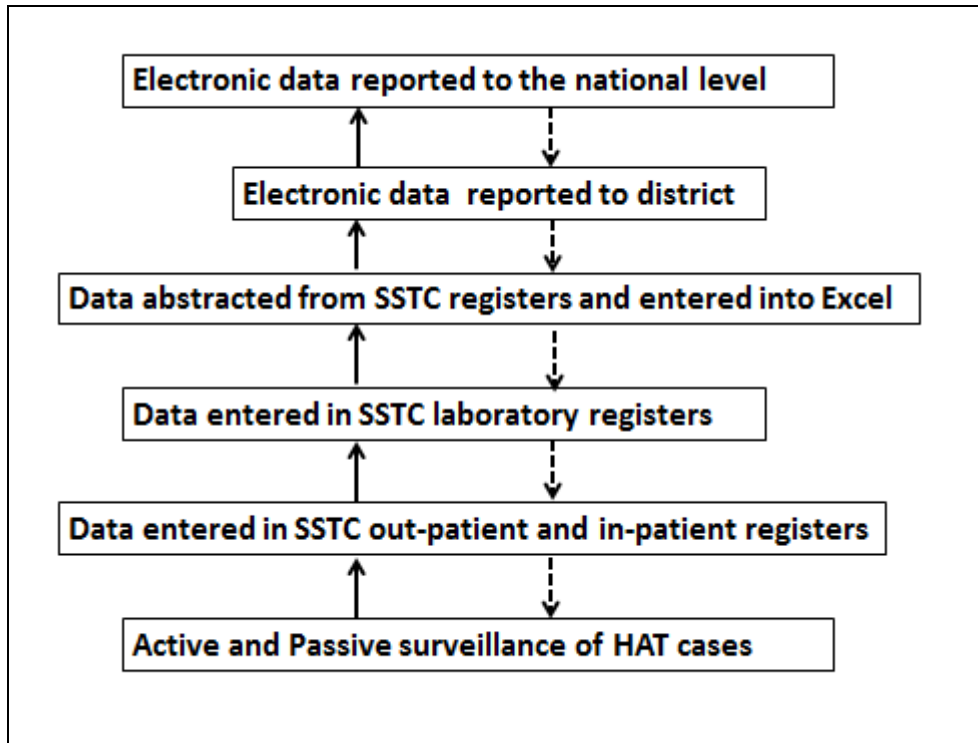 Electronic data reported to the national level
Electronic data reported to district
Data abstracted from SSTC registers and entered into Excel
Data entered in SSTC laboratory registers
Data entered in SSTC out-patient and in-patient registers
Active and Passive surveillance of HAT cases